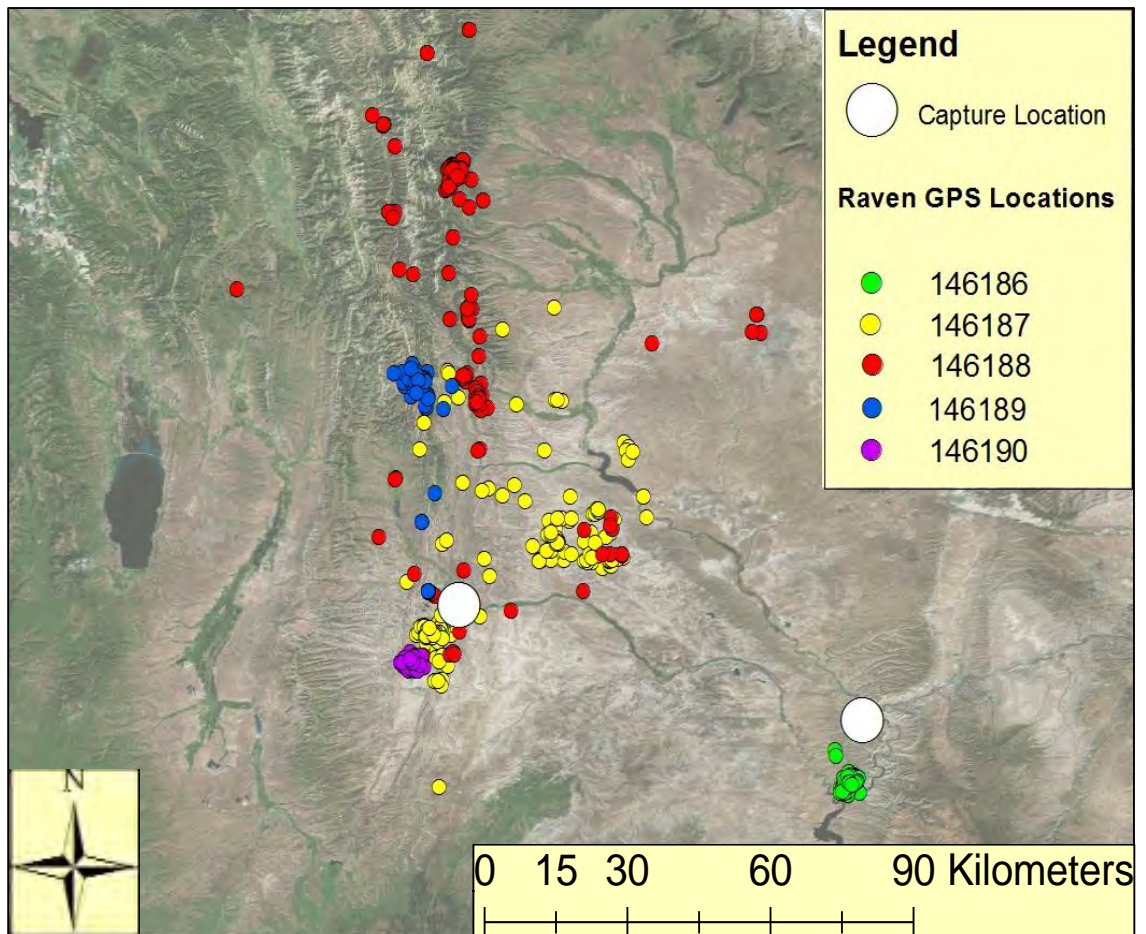 Legend
Capture Location
Raven GPS Locations
146186
146187
146188
146189
146190
N
0 15 30 60 90 Kilometers